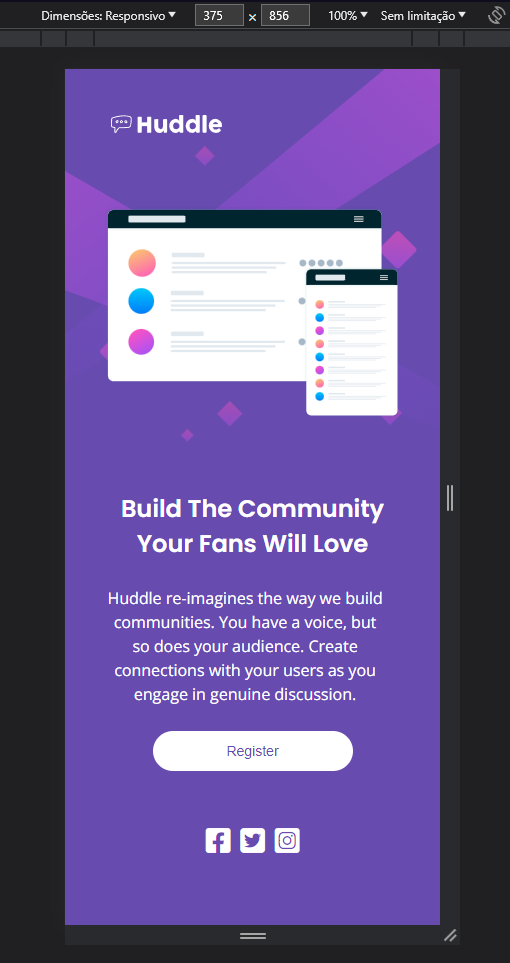 Dimensões: Responsivo 375 × 856 100% Sem limitação
Huddle
Build The Community
Your Fans Will Love
Huddle re-imagines the way we build
communities. You have a voice, but
so does your audience. Create
connections with your users as you
engage in genuine discussion.
Register